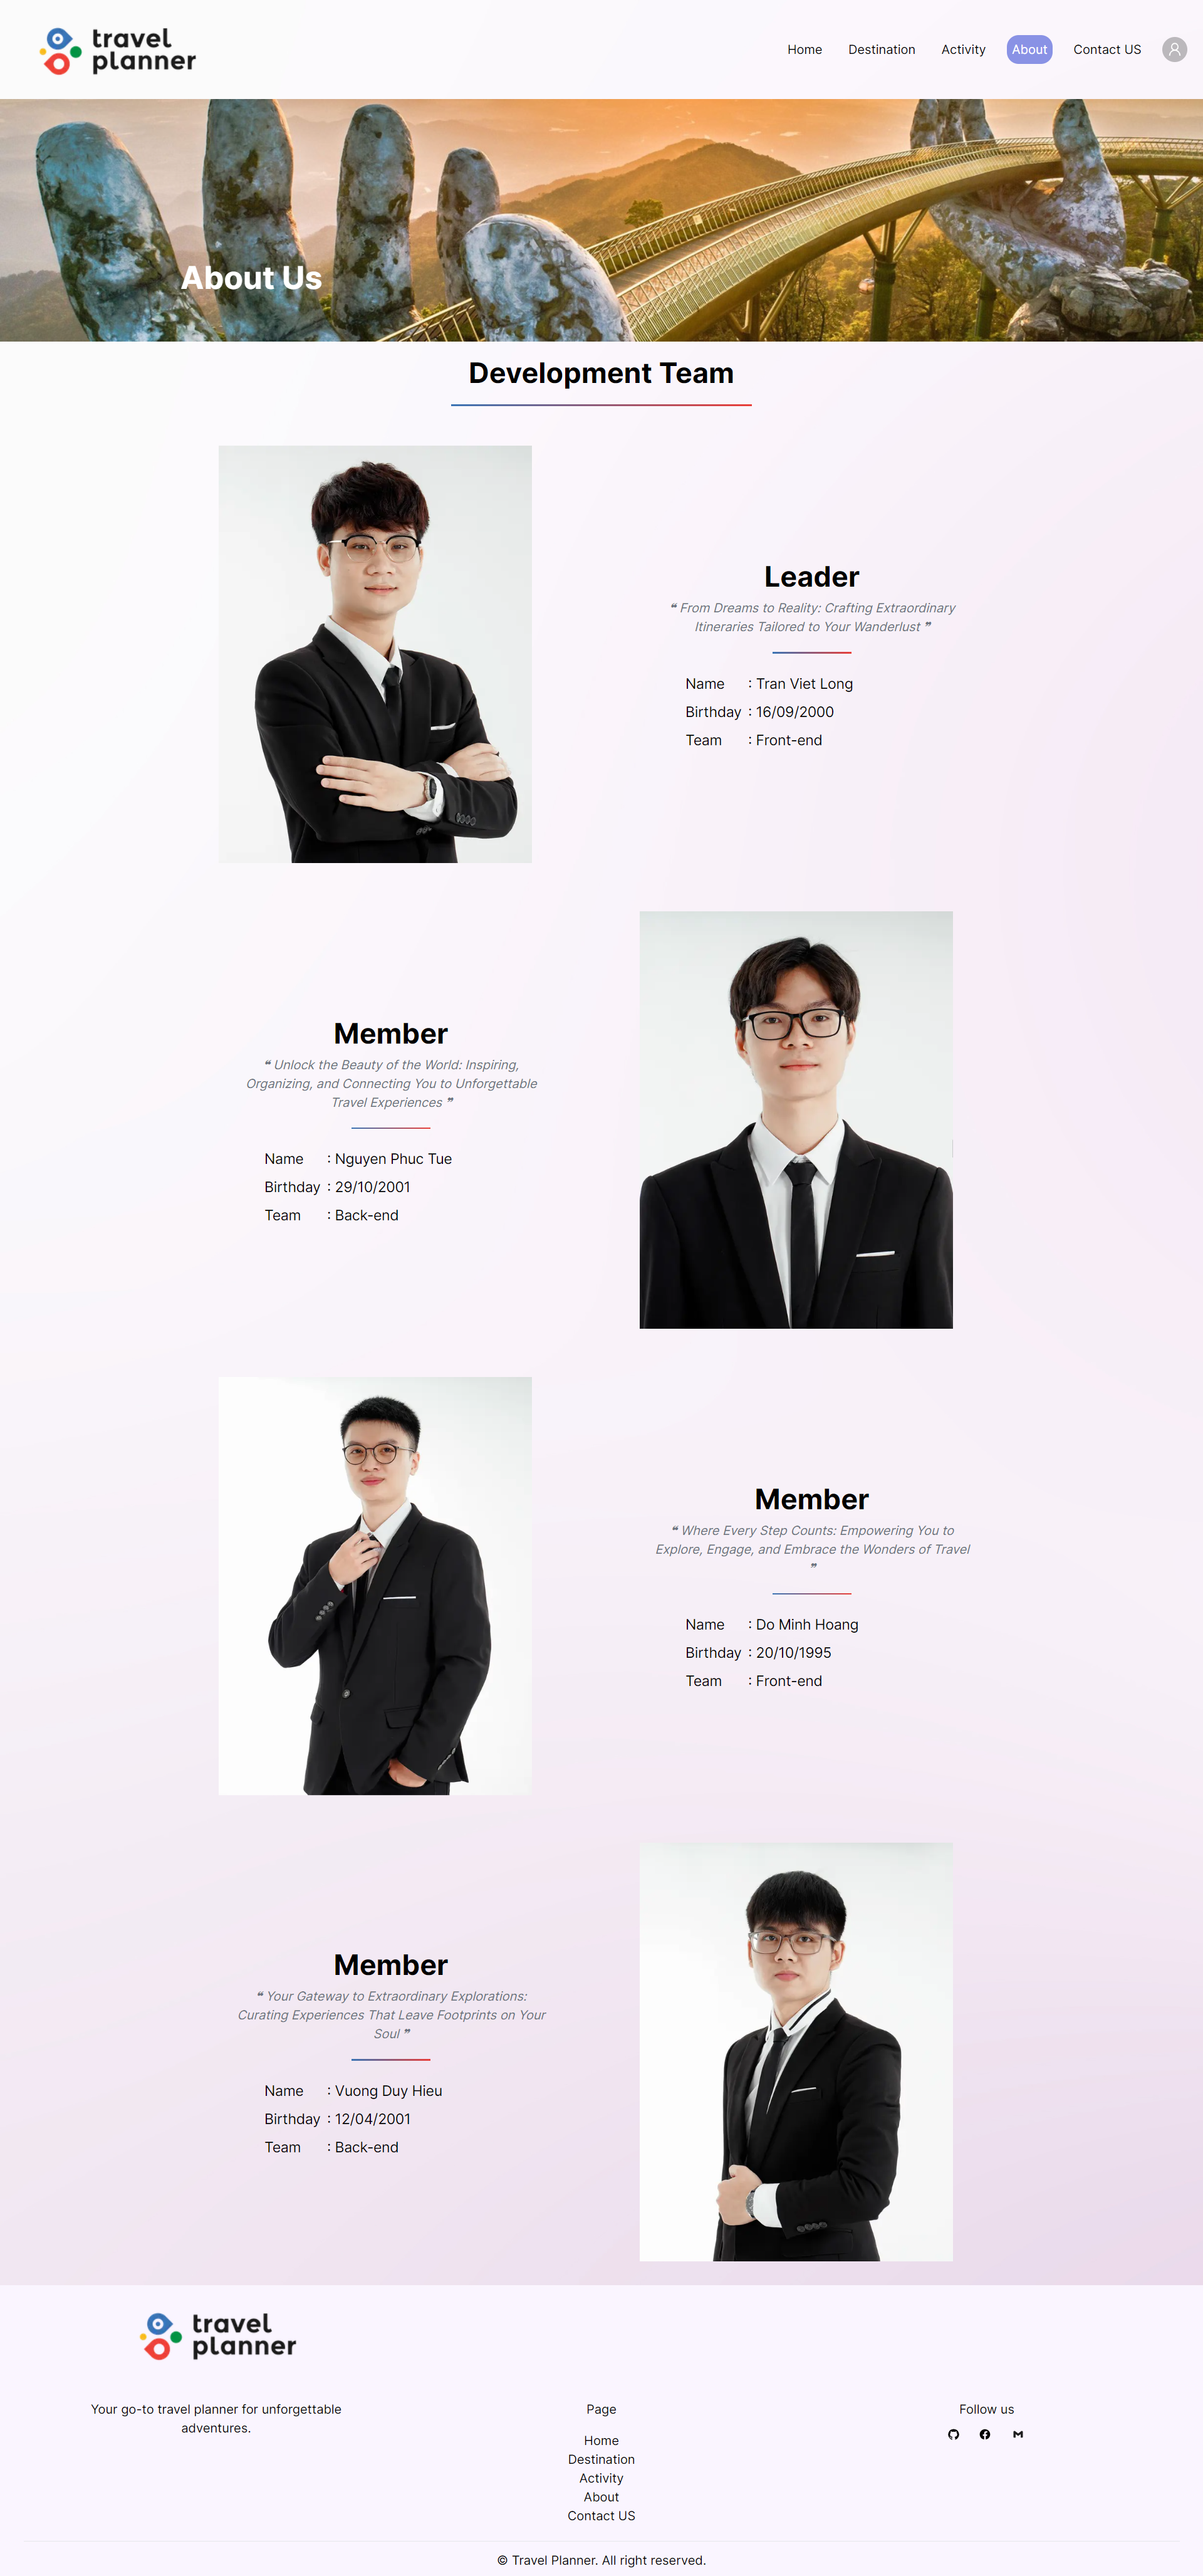 travel
planner
Home Destination Activity About Contact US
About Us
Development Team
Leader
❝ From Dreams to Reality: Crafting Extraordinary
Itineraries Tailored to Your Wanderlust ❞
Name : Tran Viet Long
Birthday : 16/09/2000
Team : Front-end
Member
❝ Unlock the Beauty of the World: Inspiring,
Organizing, and Connecting You to Unforgettable
Travel Experiences ❞
Name : Nguyen Phuc Tue
Birthday : 29/10/2001
Team : Back-end
Member
❝ Where Every Step Counts: Empowering You to
Explore, Engage, and Embrace the Wonders of Travel
❞
Name : Do Minh Hoang
Birthday : 20/10/1995
Team : Front-end
Member
❝ Your Gateway to Extraordinary Explorations:
Curating Experiences That Leave Footprints on Your
Soul ❞
Name : Vuong Duy Hieu
Birthday : 12/04/2001
Team : Back-end
travel
planner
Your go-to travel planner for unforgettable
adventures.
Page
Home
Destination
Activity
About
Contact US
Follow us
© Travel Planner. All right reserved.